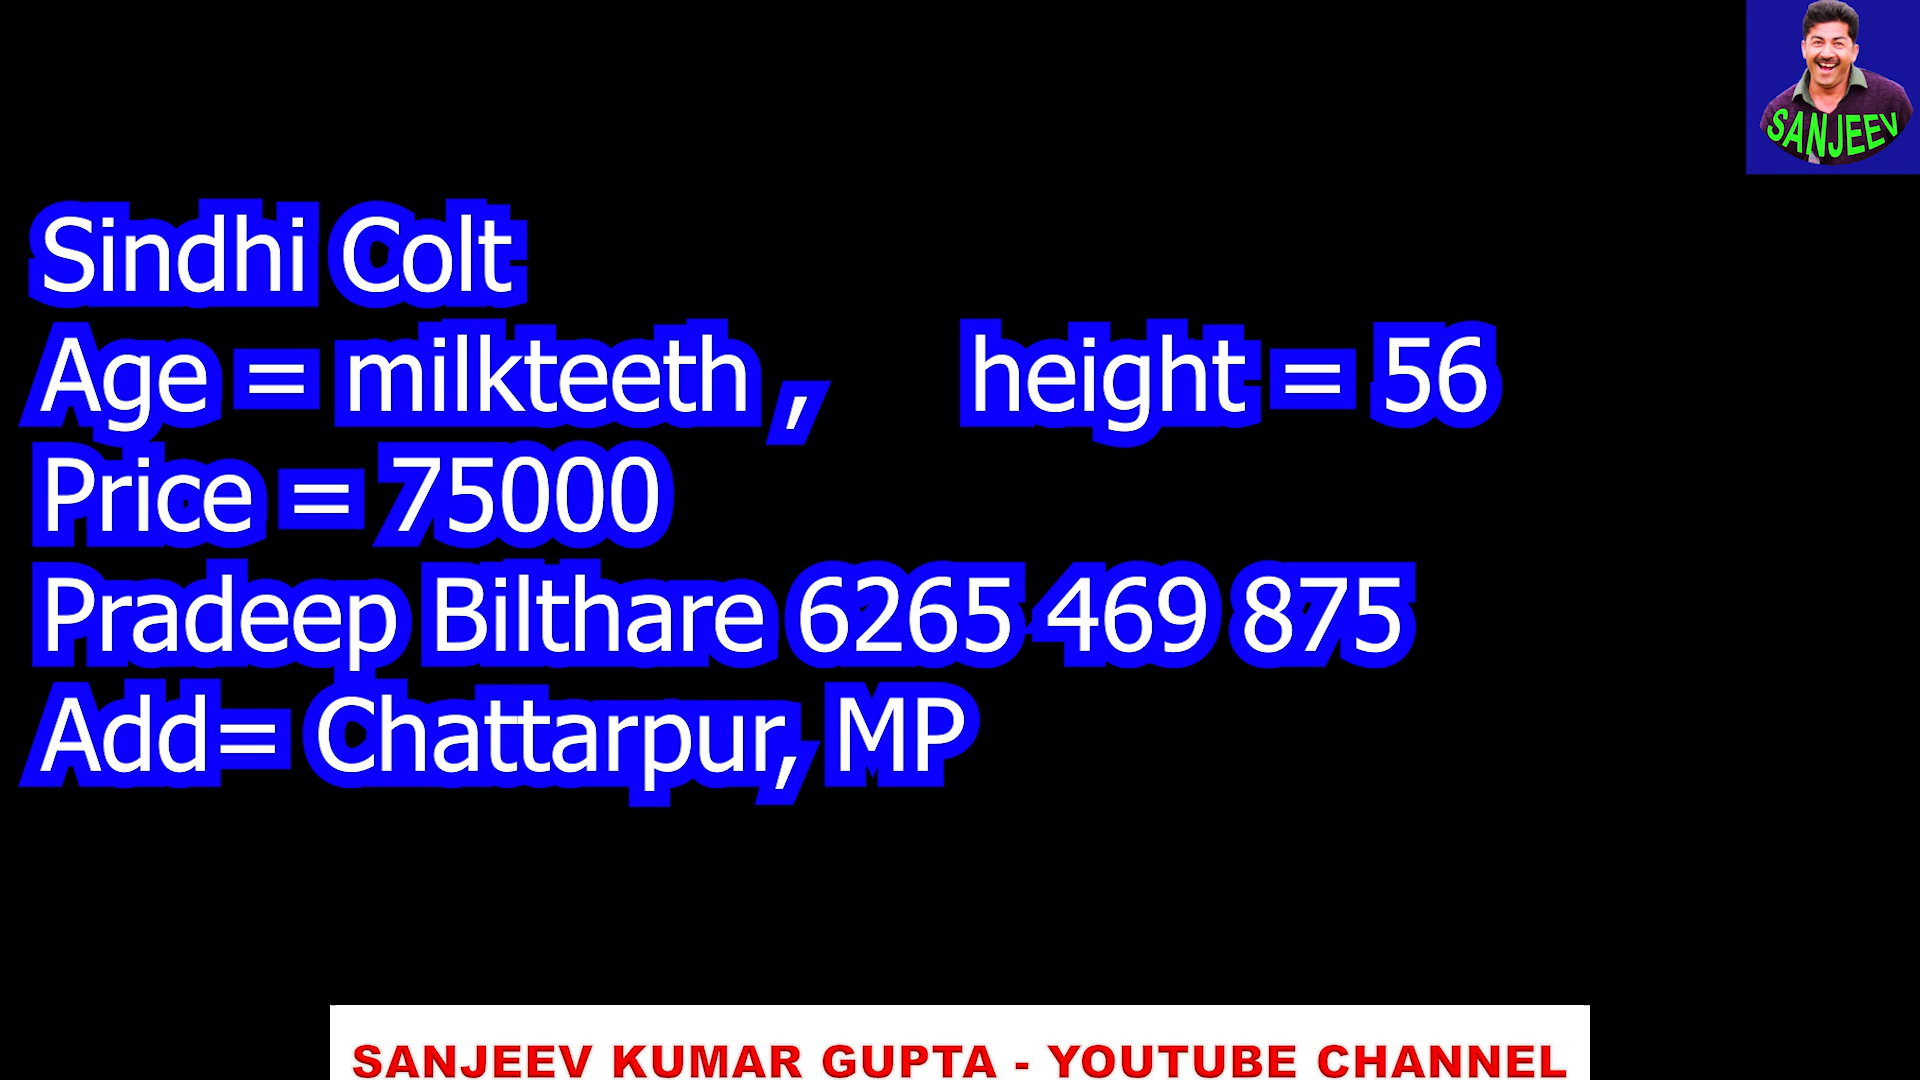 SANJEEV
Sindhi Colt
Age = milkteeth , height = 56
Price = 75000
Pradeep Bilthare 6265 469 875
Add= Chattarpur, MP
SANJEEV KUMAR GUPTA - YOUTUBE CHANNEL